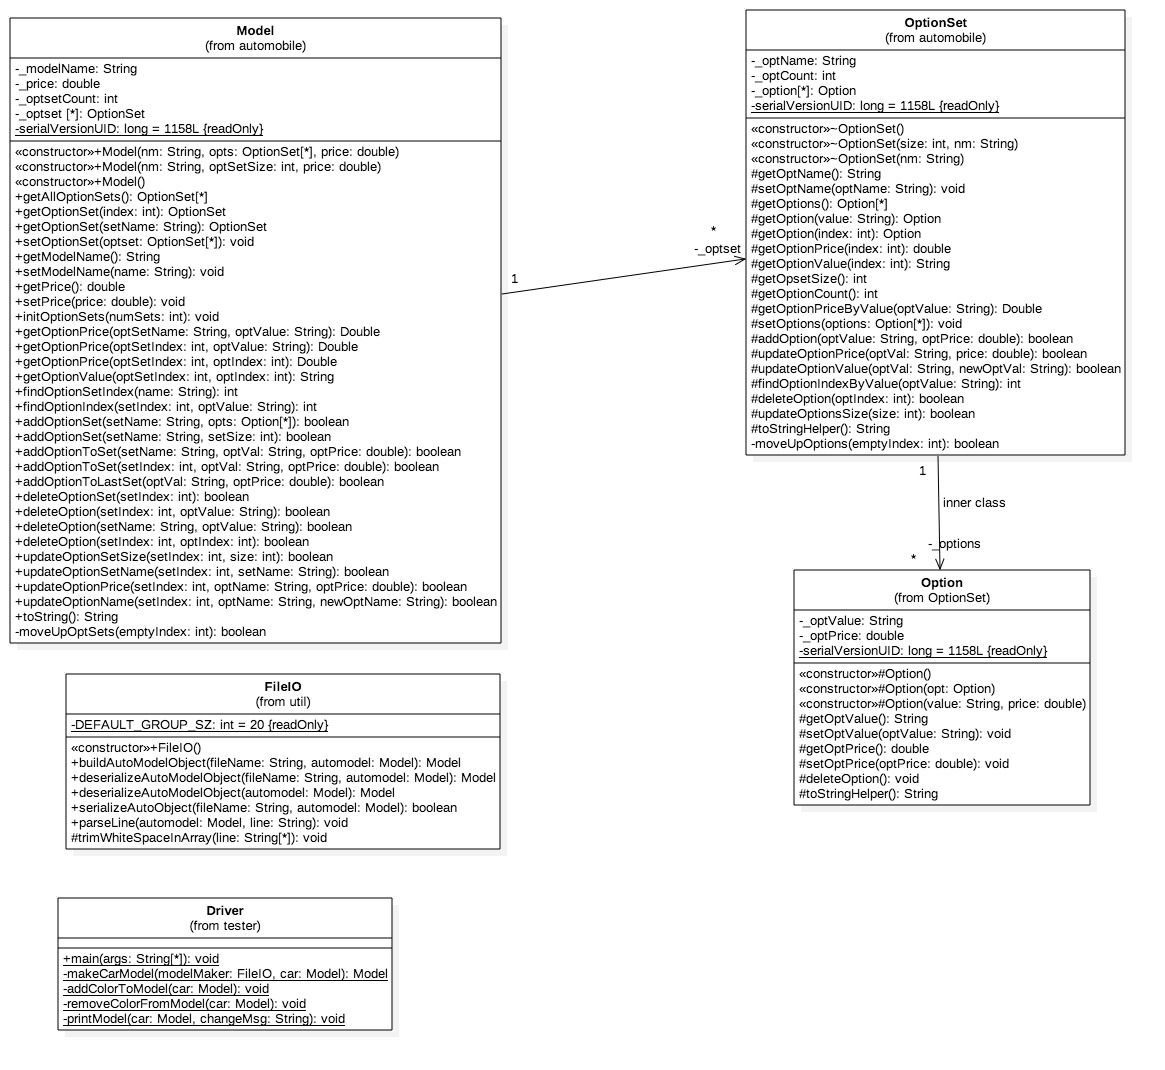 Model
(from automobile)
-_modelName: String
-_price: double
-_optsetCount: int
-_optset [*]: OptionSet
-serialVersionUID: long = 1158L {readOnly}
«constructor»+Model(nm: String, opts: OptionSet[*], price: double)
«constructor»+Model(nm: String, optSetSize: int, price: double)
«constructor»+Model()
+getAllOptionSets(): OptionSet[*]
+getOptionSet(index: int): OptionSet
+getOptionSet(setName: String): OptionSet
+setOptionSet(optset: OptionSet[*]): void
+getModelName(): String
+setModelName(name: String): void
+getPrice(): double
+setPrice(price: double): void
+initOptionSets(numSets: int): void
+getOptionPrice(optSetName: String, optValue: String): Double
+getOptionPrice(optSetIndex: int, optValue: String): Double
+getOptionPrice(optSetIndex: int, optIndex: int): Double
+getOptionValue(optSetIndex: int, optIndex: int): String
+findOptionSetIndex(name: String): int
+findOptionIndex(setIndex: int, optValue: String): int
+addOptionSet(setName: String, opts: Option[*]): boolean
+addOptionSet(setName: String, setSize: int): boolean
+addOptionToSet(setName: String, optVal: String, optPrice: double): boolean
+addOptionToSet(setIndex: int, optVal: String, optPrice: double): boolean
+addOptionToLastSet(optVal: String, optPrice: double): boolean
+deleteOptionSet(setIndex: int): boolean
+deleteOption(setIndex: int, optValue: String): boolean
+deleteOption(setName: String, optValue: String): boolean
+deleteOption(setIndex: int, optIndex: int): boolean
+updateOptionSetSize(setIndex: int, size: int): boolean
+updateOptionSetName(setIndex: int, setName: String): boolean
+updateOptionPrice(setIndex: int, optName: String, optPrice: double): boolean
+updateOptionName(setIndex: int, optName: String, newOptName: String): boolean
+toString(): String
-moveUpOptSets(emptyIndex: int): boolean
1
*
-_optset
OptionSet
(from automobile)
-_optName: String
-_optCount: int
-_option[*]: Option
-serialVersionUID: long = 1158L {readOnly}
«constructor»~OptionSet()
«constructor»~OptionSet(size: int, nm: String)
«constructor»~OptionSet(nm: String)
#getOptName(): String
#setOptName(optName: String): void
#getOptions(): Option[*]
#getOption(value: String): Option
#getOption(index: int): Option
#getOptionPrice(index: int): double
#getOptionValue(index: int): String
#getOpsetSize(): int
#getOptionCount(): int
#getOptionPriceByValue(optValue: String): Double
#setOptions(options: Option[*]): void
#addOption(optValue: String, optPrice: double): boolean
#updateOptionPrice(optVal: String, price: double): boolean
#updateOptionValue(optVal: String, newOptVal: String): boolean
#findOptionIndexByValue(optValue: String): int
#deleteOption(optIndex: int): boolean
#updateOptionsSize(size: int): boolean
#toStringHelper(): String
-moveUpOptions(emptyIndex: int): boolean
1
inner class
-_options
*
Option
(from OptionSet)
-_optValue: String
-_optPrice: double
-serialVersionUID: long = 1158L {readOnly}
«constructor»#Option()
«constructor»#Option(opt: Option)
«constructor»#Option(value: String, price: double)
#getOptValue(): String
#setOptValue(optValue: String): void
#getOptPrice(): double
#setOptPrice(optPrice: double): void
#deleteOption(): void
#toStringHelper(): String
FileIO
(from util)
-DEFAULT_GROUP_SZ: int = 20 {readOnly}
«constructor»+FileIO()
+buildAutoModelObject(fileName: String, automodel: Model): Model
+deserializeAutoModelObject(fileName: String, automodel: Model): Model
+deserializeAutoModelObject(automodel: Model): Model
+serializeAutoObject(fileName: String, automodel: Model): boolean
+parseLine(automodel: Model, line: String): void
#trimWhiteSpaceInArray(line: String[*]): void
Driver
(from tester)
+main(args: String[*]): void
-makeCarModel(modelMaker: FileIO, car: Model): Model
-addColorToModel(car: Model): void
-removeColorFromModel(car: Model): void
-printModel(car: Model, changeMsg: String): void